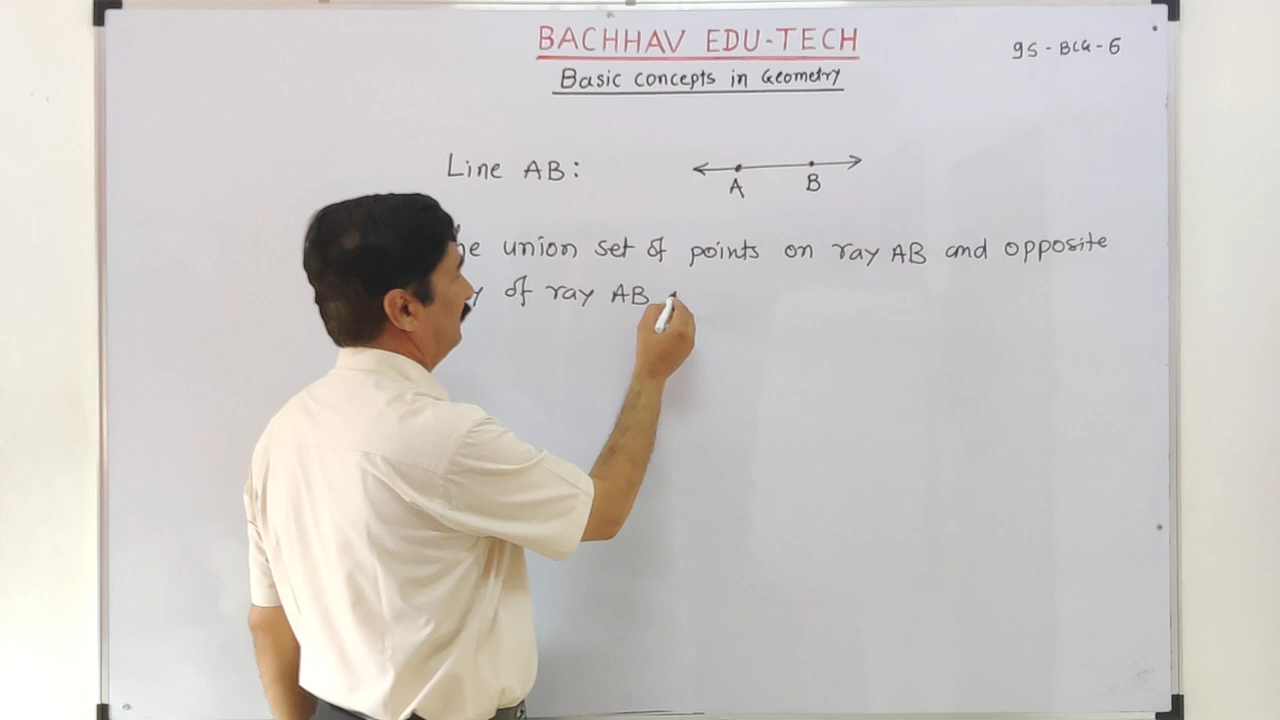 BACHHAV EDU-TECH
9S-BCG-6
Basic concepts in Geometry
Line AB:
A B
union set of points on ray AB and opposite
of ray AB